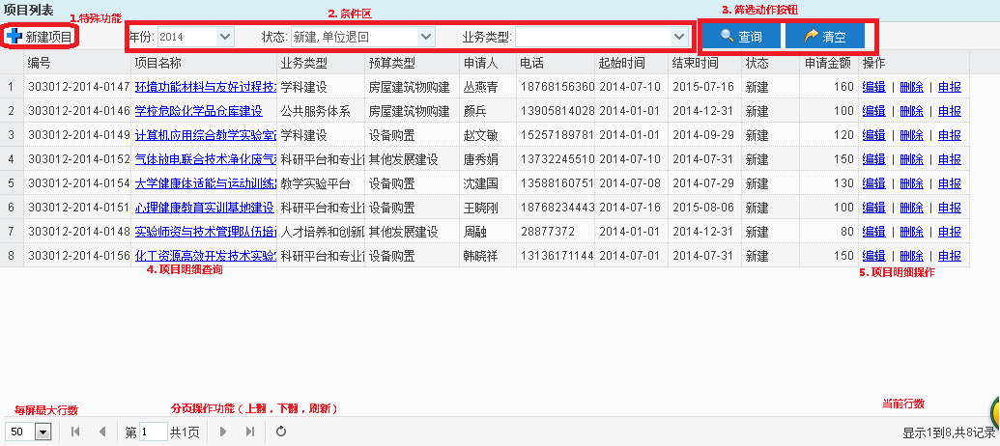 项目列表
1.特殊功能
2. 条件区
3. 筛选动作按钮
新建项目 年份: 2014 状态: 新建,单位退回 业务类型: 查询 清空
编号 项目名称 业务类型 预算类型 申请人 电话 起始时间 结束时间 状态 申请金额 操作
1 303012-2014-0147 环境功能材料与友好过程技 学科建设 房屋建筑物购建 丛燕青 18768156360 2014-07-10 2015-07-16 新建 160 编辑 | 删除 | 申报
2 303012-2014-0146 学校危险化学品仓库建设 公共服务体系 房屋建筑物购建 颜兵 13905814028 2014-01-01 2014-12-31 新建 100 编辑 | 删除 | 申报
3 303012-2014-0149 计算机应用综合教学实验室 学科建设 设备购置 赵文敏 15257189781 2014-01-01 2014-09-29 新建 120 编辑 | 删除 | 申报
4 303012-2014-0152 气体放电联合技术净化废气 科研平台和专业 其他发展建设 唐秀娟 13732245510 2014-07-10 2014-07-31 新建 150 编辑 | 删除 | 申报
5 303012-2014-0154 大学健康体适能与运动训练 教学实验平台 设备购置 沈建国 13588160751 2014-07-08 2014-07-29 新建 130 编辑 | 删除 | 申报
6 303012-2014-0151 心理健康教育实训基地建设 科研平台和专业 设备购置 王晓刚 18768234443 2014-07-16 2015-08-06 新建 100 编辑 | 删除 | 申报
7 303012-2014-0148 实验师资与技术管理队伍培 人才培养和创新 其他发展建设 周融 28877372 2014-01-01 2014-12-31 新建 80 编辑 | 删除 | 申报
8 303012-2014-0156 化工资源高效开发技术实验 科研平台和专业 设备购置 韩晓祥 13136171144 2014-07-01 2014-07-31 新建 150 编辑 | 删除 | 申报
4. 项目明细查询
5. 项目明细操作
每屏最大行数
分页操作功能（上翻，下翻，刷新）
当前行数
50 第 1 共1页 显示1到8,共8记录